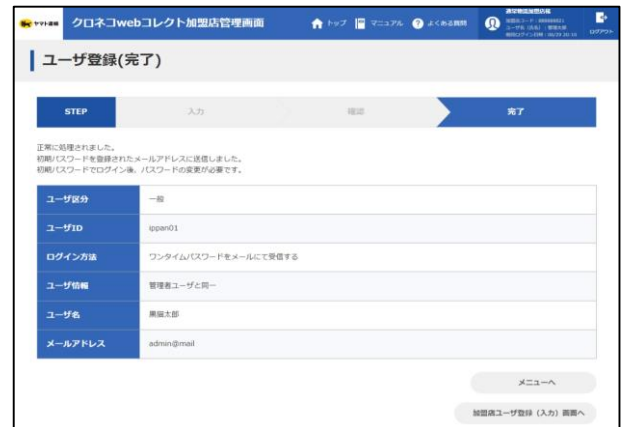 ヤマト運輸
クロネコwebコレクト加盟店管理画面
トップ
マニュアル
よくある質問
ログアウト
ユーザ登録(完了)
STEP
入力
確認
完了
正常に処理されました。
初期パスワードを登録されたメールアドレスに送信しました。
初期パスワードでログイン後、パスワードの変更が必要です。
ユーザ区分
一般
ユーザID
ippan01
ログイン方法
ワンタイムパスワードをメールにて受信する
ユーザ情報
管理者ユーザと同一
ユーザ名
黒猫太郎
メールアドレス
admin@mail
メニューへ
加盟店ユーザ登録（入力）画面へ